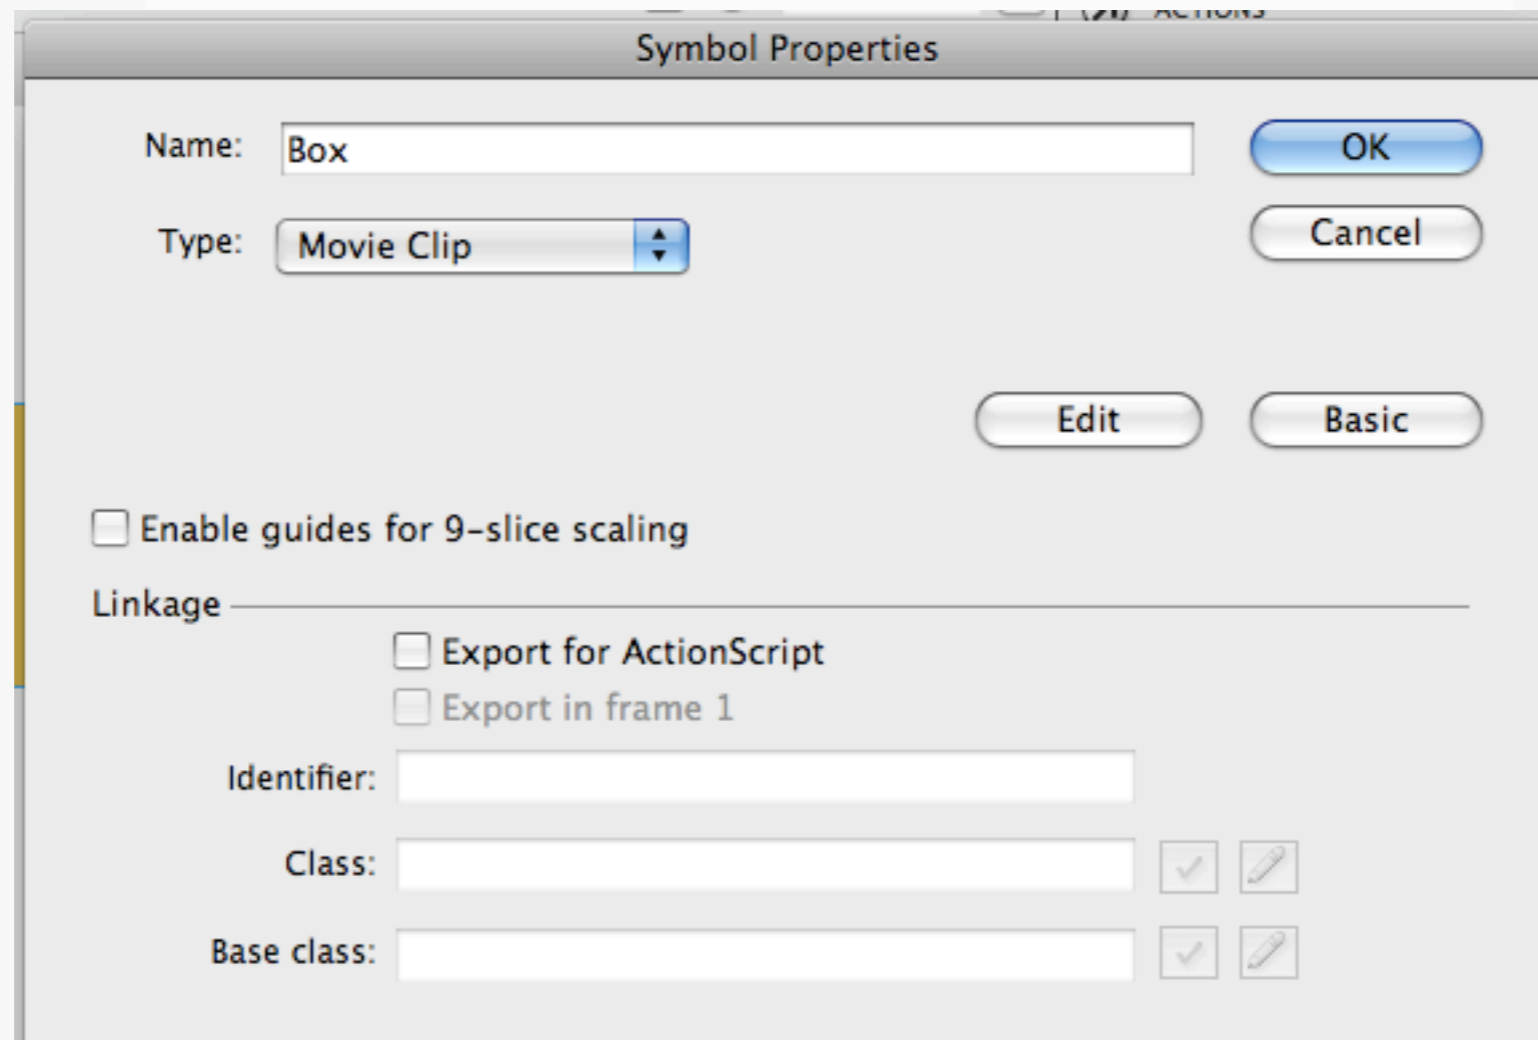 ACTIONS
Symbol Properties
Name: Box OK
Type: Movie Clip Cancel
Edit Basic
Enable guides for 9-slice scaling
Linkage
Export for ActionScript
Export in frame 1
Identifier:
Class:
Base class: